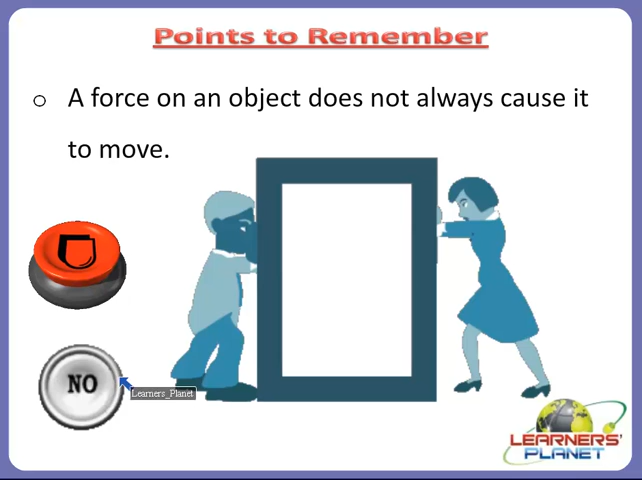 Points to Remember
o A force on an object does not always cause it
to move.
NO
Learners_Planet
LEARNERS'
PLANET